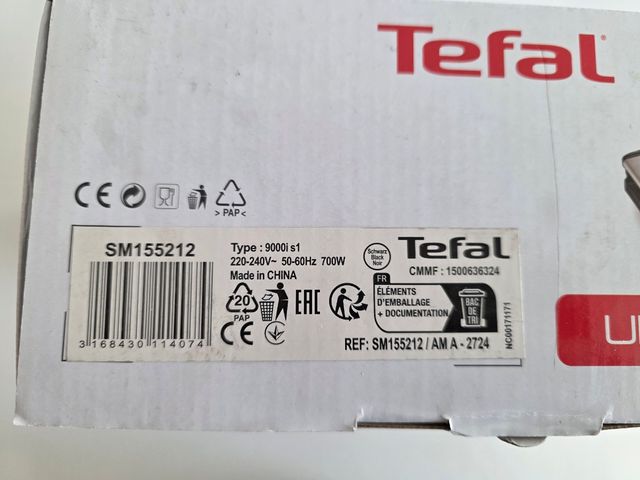 Tefal
CE
> PAP <
SM155212
3 168430 114074
Type : 9000i s1
220-240V~ 50-60Hz 700W
Made in CHINA
20
PAP
EAC
CE
Schwarz
Black
Noir
Tefal
CMMF : 1500636324
FR
ÉLÉMENTS
D'EMBALLAGE
+ DOCUMENTATION
BAC
DE
TRI
REF: SM155212 / AM A - 2724
NC00171171